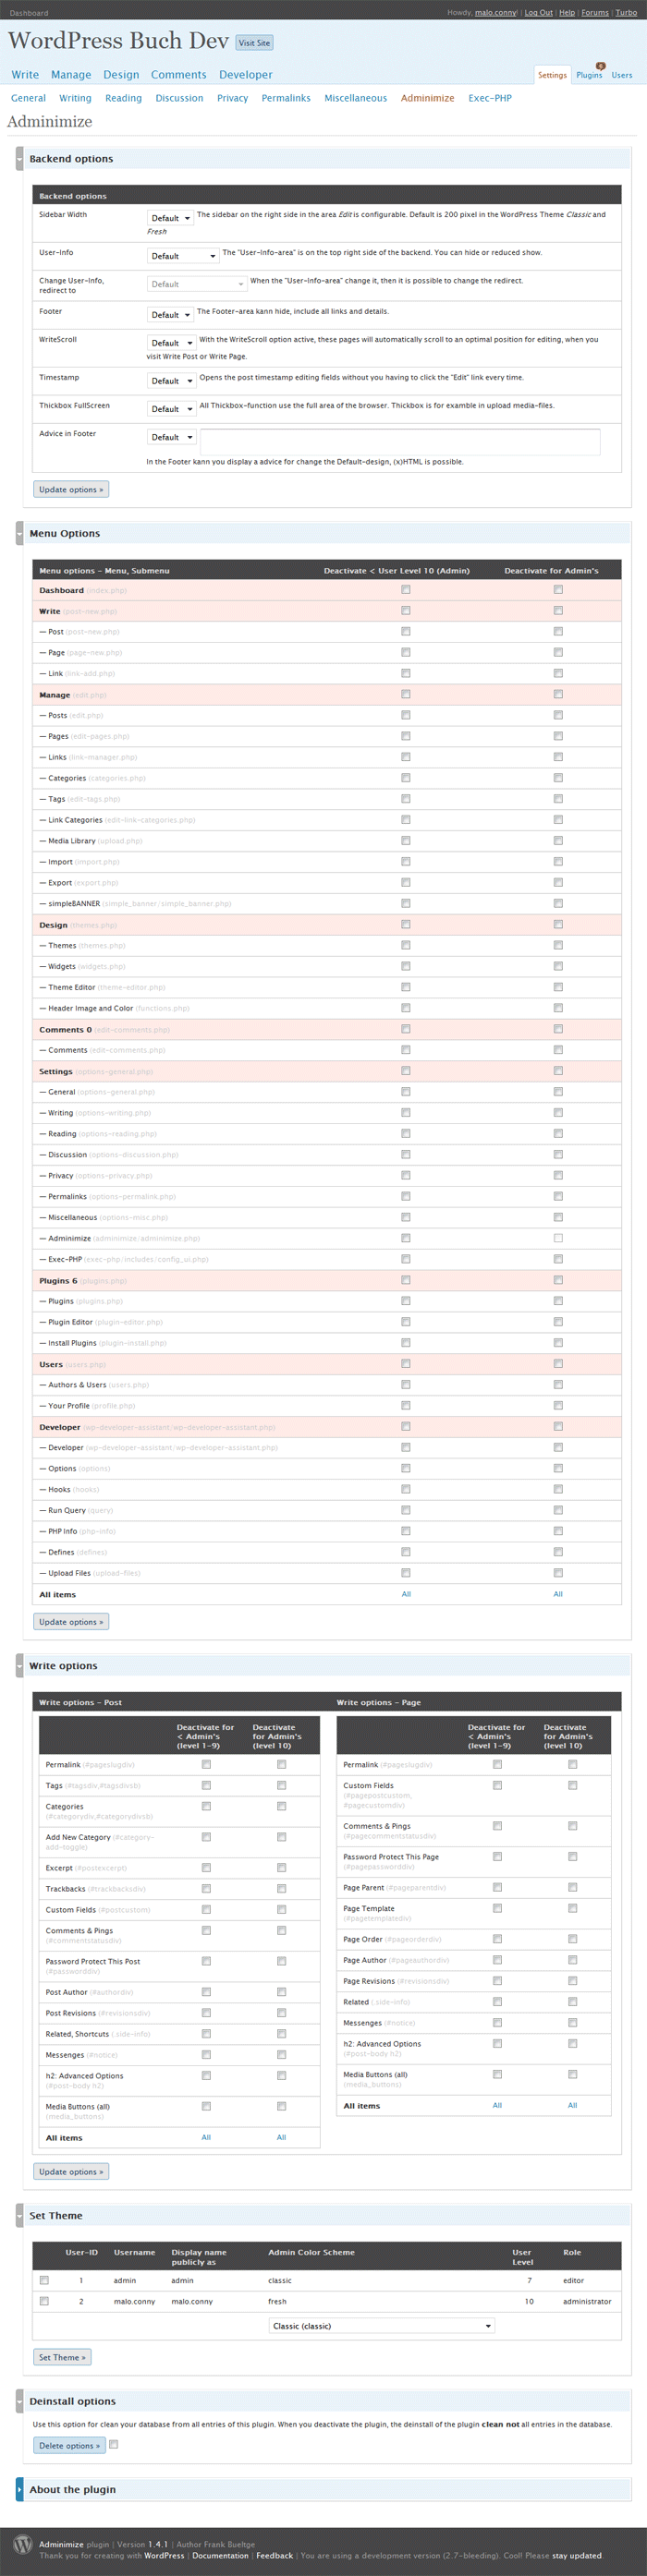 Dashboard
Howdy, malo.conny! | Log Out | Help | Forums | Turbo
WordPress Buch Dev Visit Site
Write Manage Design Comments Developer
Settings Plugins 6 Users
General Writing Reading Discussion Privacy Permalinks Miscellaneous Adminimize Exec-PHP
Adminimize
Backend options
Backend options
Sidebar Width Default The sidebar on the right side in the area Edit is configurable. Default is 200 pixel in the WordPress Theme Classic and
Fresh
User-Info Default The "User-Info-area" is on the top right side of the backend. You can hide or reduced show.
Change User-Info, Default When the "User-Info-area" change it, then it is possible to change the redirect.
redirect to
Footer Default The Footer-area kann hide, include all links and details.
WriteScroll Default With the WriteScroll option active, these pages will automatically scroll to an optimal position for editing, when you
visit Write Post or Write Page.
Timestamp Default Opens the post timestamp editing fields without you having to click the "Edit" link every time.
Thickbox FullScreen Default All Thickbox-function use the full area of the browser. Thickbox is for examble in upload media-files.
Advice in Footer Default
In the Footer kann you display a advice for change the Default-design, (x)HTML is possible.
Update options »
Menu Options
Menu options - Menu, Submenu Deactivate < User Level 10 (Admin) Deactivate for Admin's
Dashboard (index.php)
Write (post-new.php)
— Post (post-new.php)
— Page (page-new.php)
— Link (link-add.php)
Manage (edit.php)
— Posts (edit.php)
— Pages (edit-pages.php)
— Links (link-manager.php)
— Categories (categories.php)
— Tags (edit-tags.php)
— Link Categories (edit-link-categories.php)
— Media Library (upload.php)
— Import (import.php)
— Export (export.php)
— simpleBANNER (simple_banner/simple_banner.php)
Design (themes.php)
— Themes (themes.php)
— Widgets (widgets.php)
— Theme Editor (theme-editor.php)
— Header Image and Color (functions.php)
Comments 0 (edit-comments.php)
— Comments (edit-comments.php)
Settings (options-general.php)
— General (options-general.php)
— Writing (options-writing.php)
— Reading (options-reading.php)
— Discussion (options-discussion.php)
— Privacy (options-privacy.php)
— Permalinks (options-permalink.php)
— Miscellaneous (options-misc.php)
— Adminimize (adminimize/adminimize.php)
— Exec-PHP (exec-php/includes/config_ui.php)
Plugins 6 (plugins.php)
— Plugins (plugins.php)
— Plugin Editor (plugin-editor.php)
— Install Plugins (plugin-install.php)
Users (users.php)
— Authors & Users (users.php)
— Your Profile (profile.php)
Developer (wp-developer-assistant/wp-developer-assistant.php)
— Developer (wp-developer-assistant/wp-developer-assistant.php)
— Options (options)
— Hooks (hooks)
— Run Query (query)
— PHP Info (php-info)
— Defines (defines)
— Upload Files (upload-files)
All items All All
Update options »
Write options
Write options - Post
Deactivate for Deactivate
< Admin's for Admin's
(level 1-9) (level 10)
Permalink (#pageslugdiv)
Tags (#tagsdiv,#tagsdivsb)
Categories
(#categorydiv,#categorydivsb)
Add New Category (#category-
add-toggle)
Excerpt (#postexcerpt)
Trackbacks (#trackbacksdiv)
Custom Fields (#postcustom)
Comments & Pings
(#commentstatusdiv)
Password Protect This Post
(#passworddiv)
Post Author (#authordiv)
Post Revisions (#revisionsdiv)
Related, Shortcuts (.side-info)
Messenges (#notice)
h2: Advanced Options
(#post-body h2)
Media Buttons (all)
(media_buttons)
All items All All
Write options - Page
Deactivate for Deactivate
< Admin's for Admin's
(level 1-9) (level 10)
Permalink (#pageslugdiv)
Custom Fields
(#pagepostcustom,
#pagecustomdiv)
Comments & Pings
(#pagecommentstatusdiv)
Password Protect This Page
(#pagepassworddiv)
Page Parent (#pageparentdiv)
Page Template
(#pagetemplatediv)
Page Order (#pageorderdiv)
Page Author (#pageauthordiv)
Page Revisions (#revisionsdiv)
Related (.side-info)
Messenges (#notice)
h2: Advanced Options
(#post-body h2)
Media Buttons (all)
(media_buttons)
All items All All
Update options »
Set Theme
User-ID Username Display name Admin Color Scheme User Role
publicly as Level
1 admin admin classic 7 editor
2 malo.conny malo.conny fresh 10 administrator
Classic (classic)
Set Theme »
Deinstall options
Use this option for clean your database from all entries of this plugin. When you deactivate the plugin, the deinstall of the plugin clean not all entries in the database.
Delete options »
About the plugin
Adminimize plugin | Version 1.4.1 | Author Frank Bueltge
Thank you for creating with WordPress | Documentation | Feedback | You are using a development version (2.7-bleeding). Cool! Please stay updated.